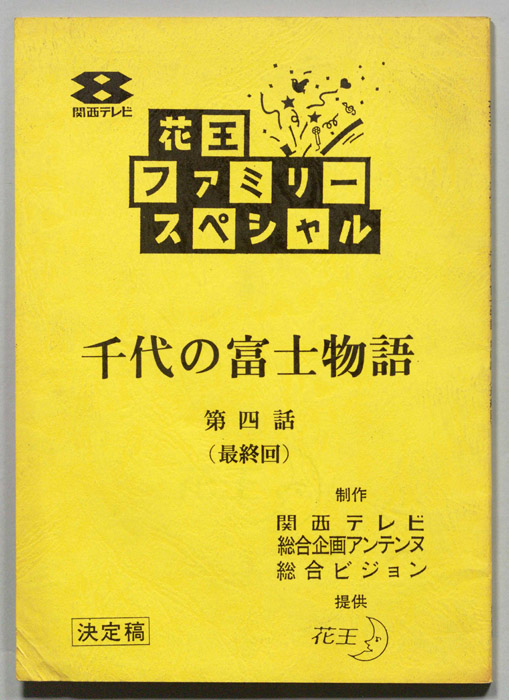 関西テレビ
花王
ファミリー
スペシャル
千代の富士物語
第四話
(最終回)
制作
関西テレビ
総合企画アンテンヌ
総合ビジョン
提供
花王
決定稿